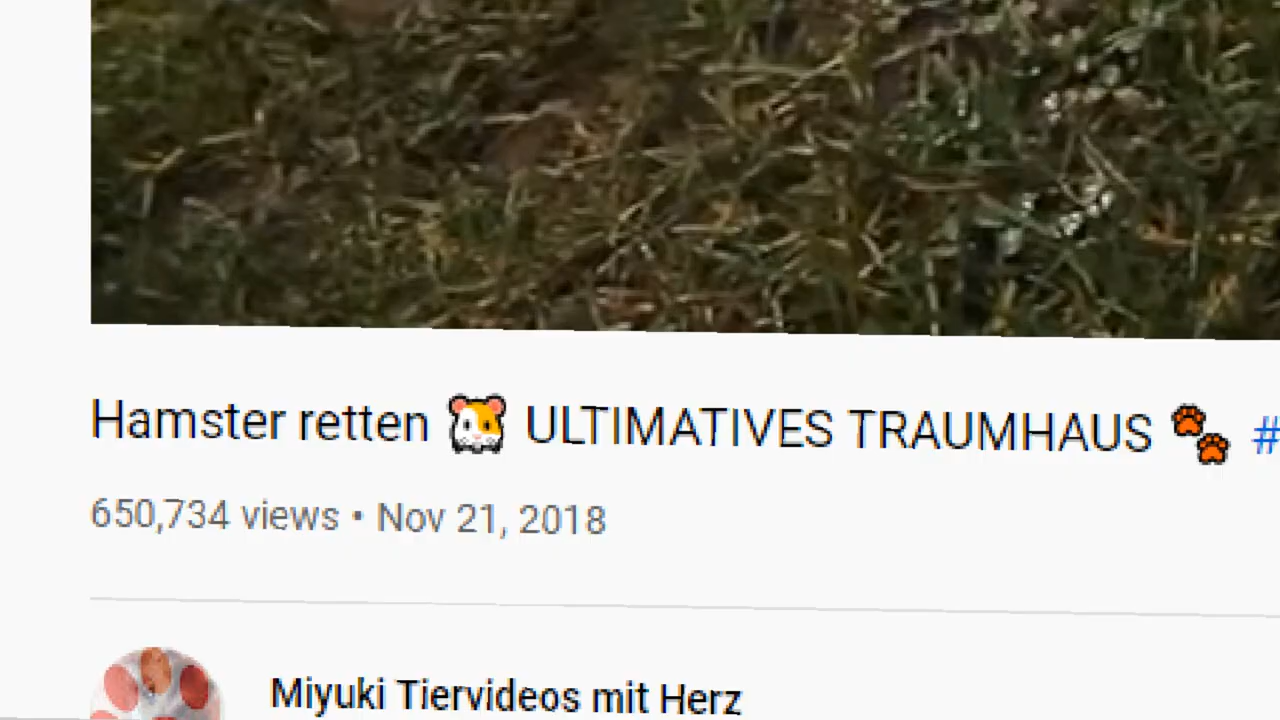 Hamster retten 🐹 ULTIMATIVES TRAUMHAUS 🐾 #
650,734 views • Nov 21, 2018
Miyuki Tiervideos mit Herz